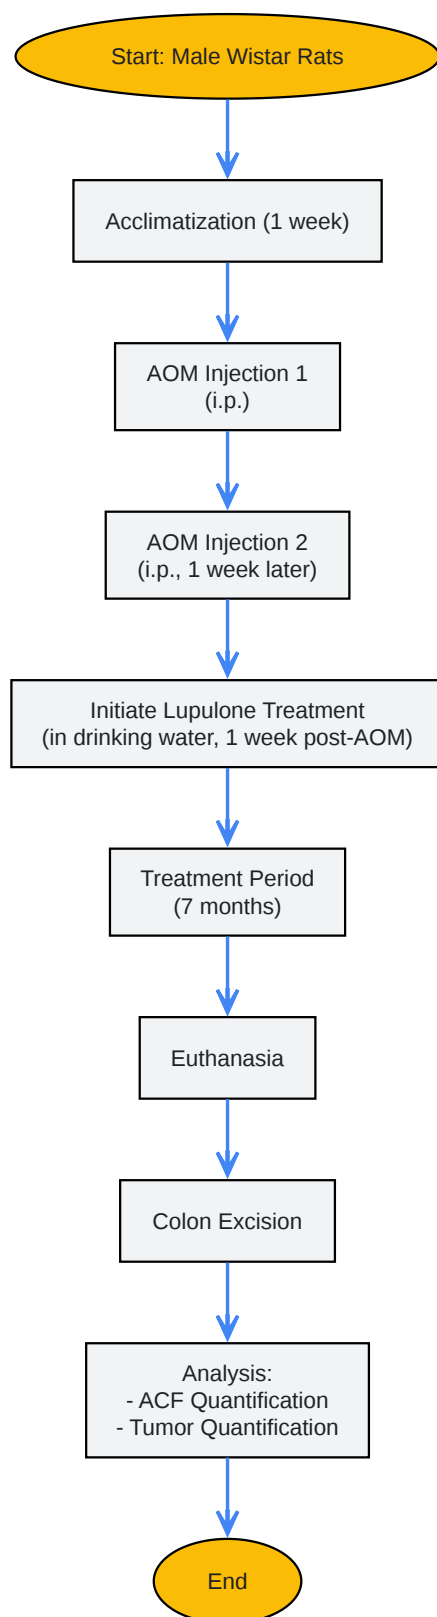 Start: Male Wistar Rats
Acclimatization (1 week)
AOM Injection 1
(i.p.)
AOM Injection 2
(i.p., 1 week later)
Initiate Lupulone Treatment
(in drinking water, 1 week post-AOM)
Treatment Period
(7 months)
Euthanasia
Colon Excision
Analysis:
- ACF Quantification
- Tumor Quantification
End